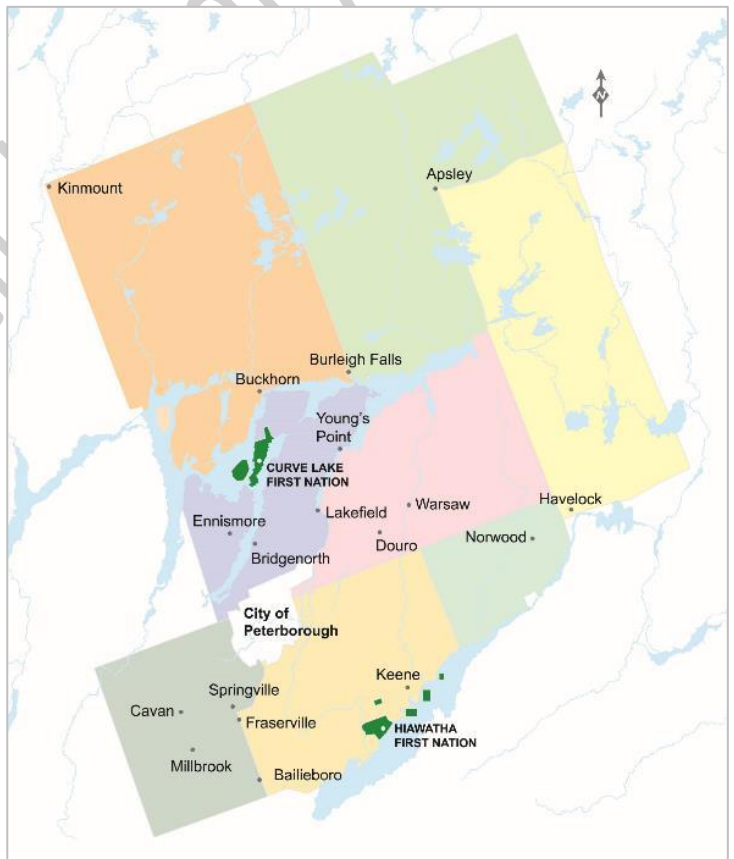 N
Apsley
Kinmount
Burleigh Falls
Buckhorn
Young's
Point
CURVE LAKE
FIRST NATION
Havelock
Warsaw
Lakefield
Ennismore
Norwood
Douro
Bridgenorth
City of
Peterborough
Keene
Springville
Cavan
Fraserville
HIAWATHA
FIRST NATION
Millbrook
Bailieboro